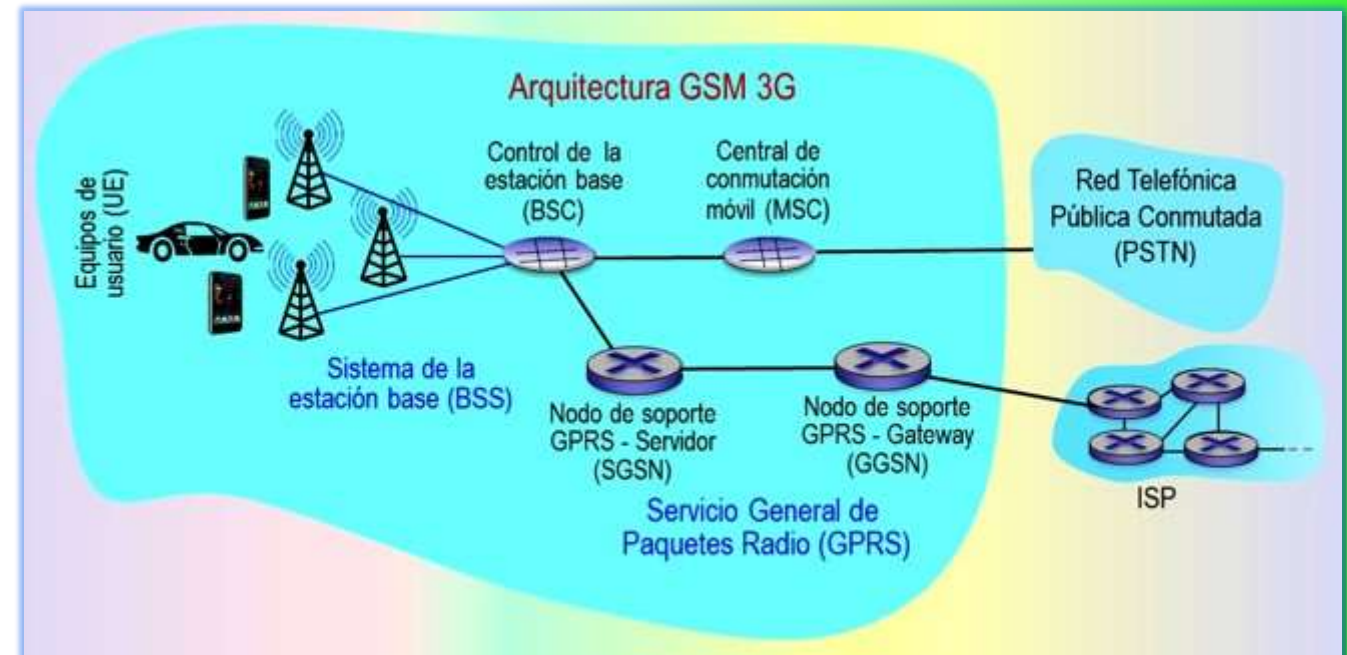 Arquitectura GSM 3G
Equipos de
usuario (UE)
Control de la
estación base
(BSC)
Central de
conmutación
móvil (MSC)
Red Telefónica
Pública Conmutada
(PSTN)
Sistema de la
estación base (BSS)
Nodo de soporte
GPRS - Servidor
(SGSN)
Nodo de soporte
GPRS - Gateway
(GGSN)
ISP
Servicio General de
Paquetes Radio (GPRS)